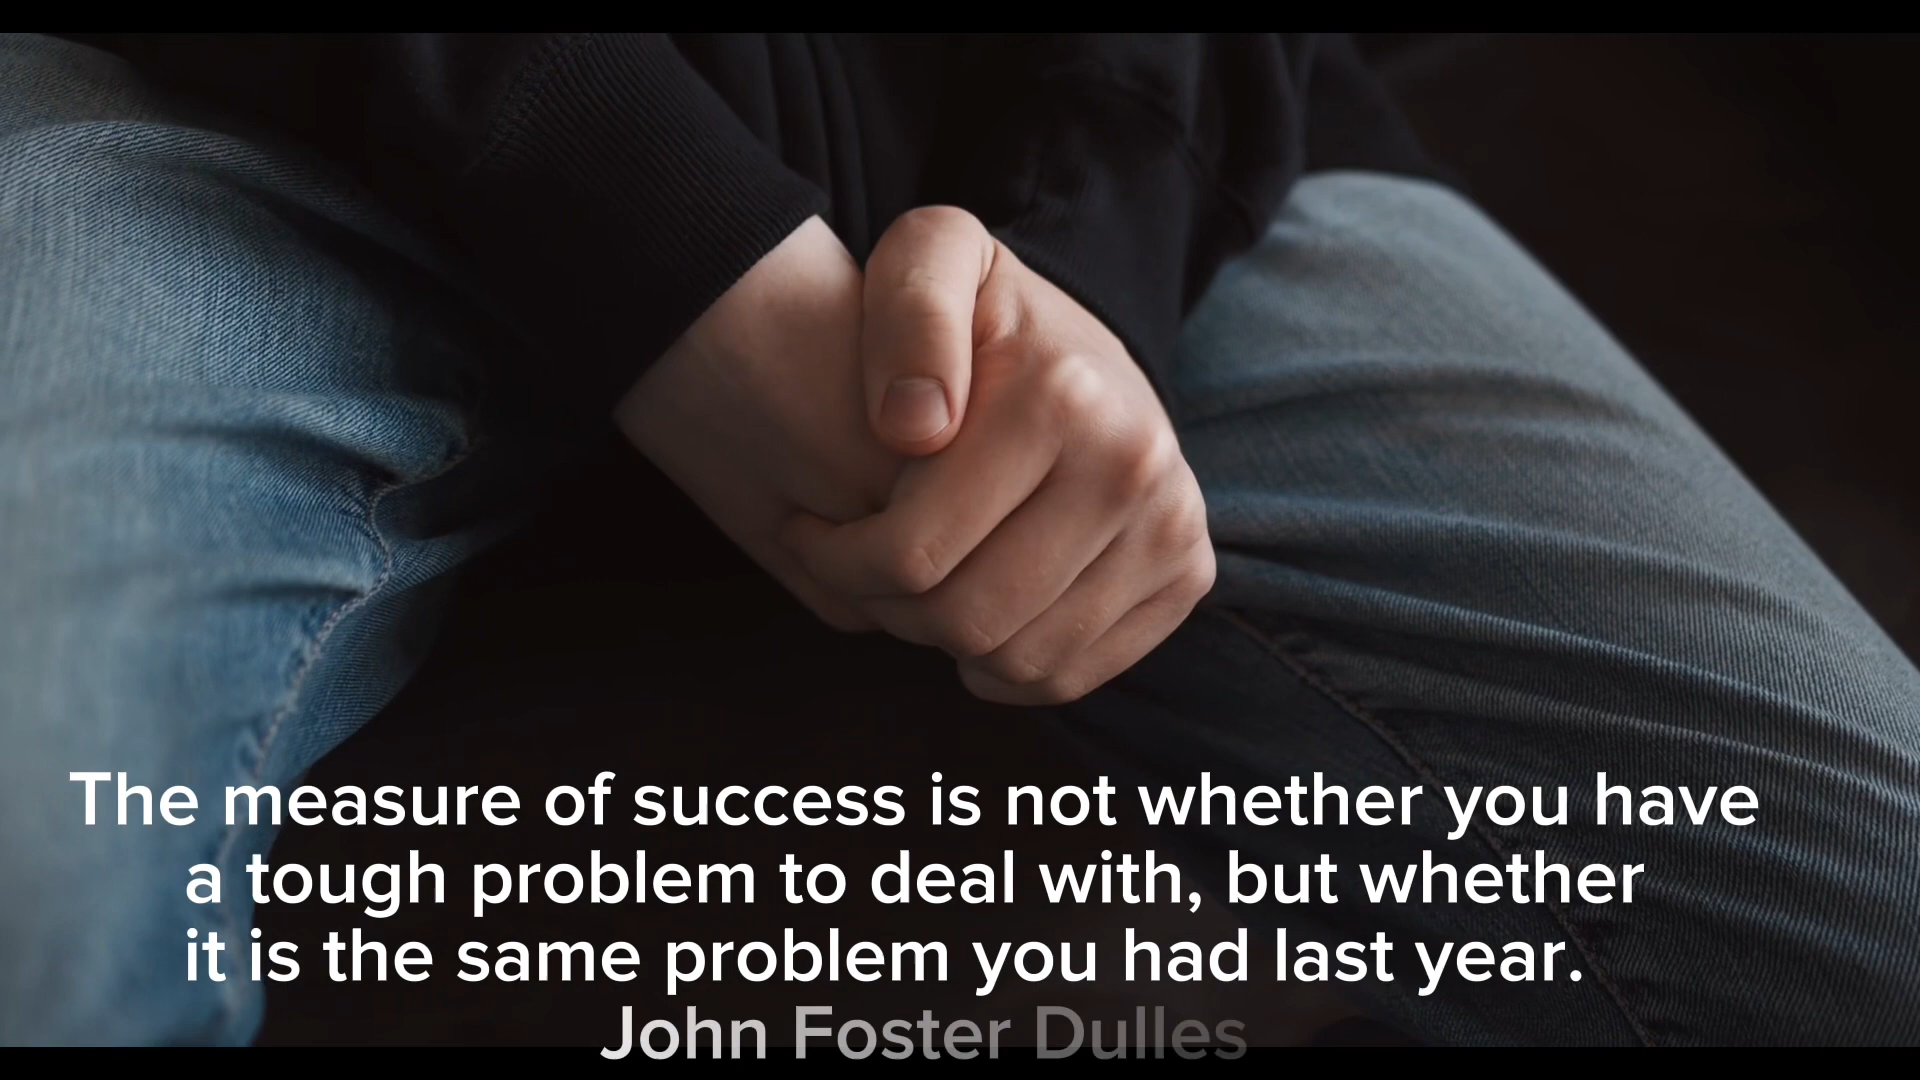 The measure of success is not whether you have
a tough problem to deal with, but whether
it is the same problem you had last year.
John Foster Dulles